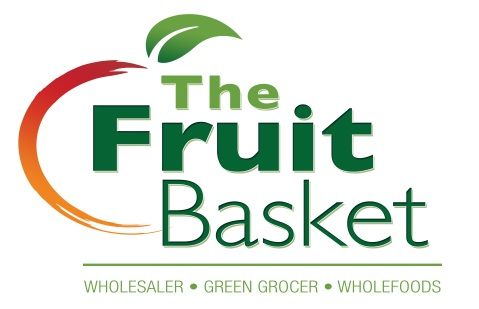 The
Fruit
Basket
WHOLESALER • GREEN GROCER • WHOLEFOODS